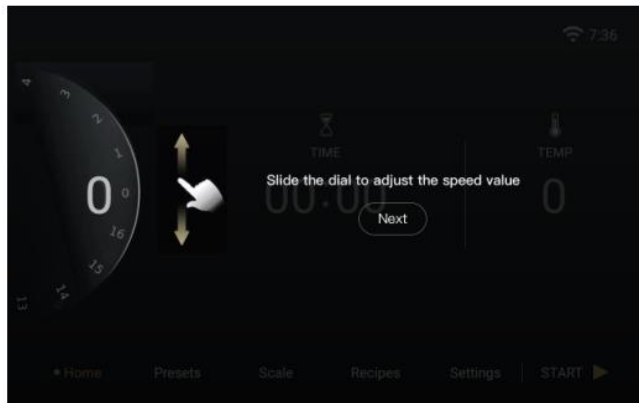 7:36
4
3
2
1
0
0
16
15
14
13
TIME
00:00
TEMP
0
Slide the dial to adjust the speed value
Next
Home Presets Scale Recipes Settings START